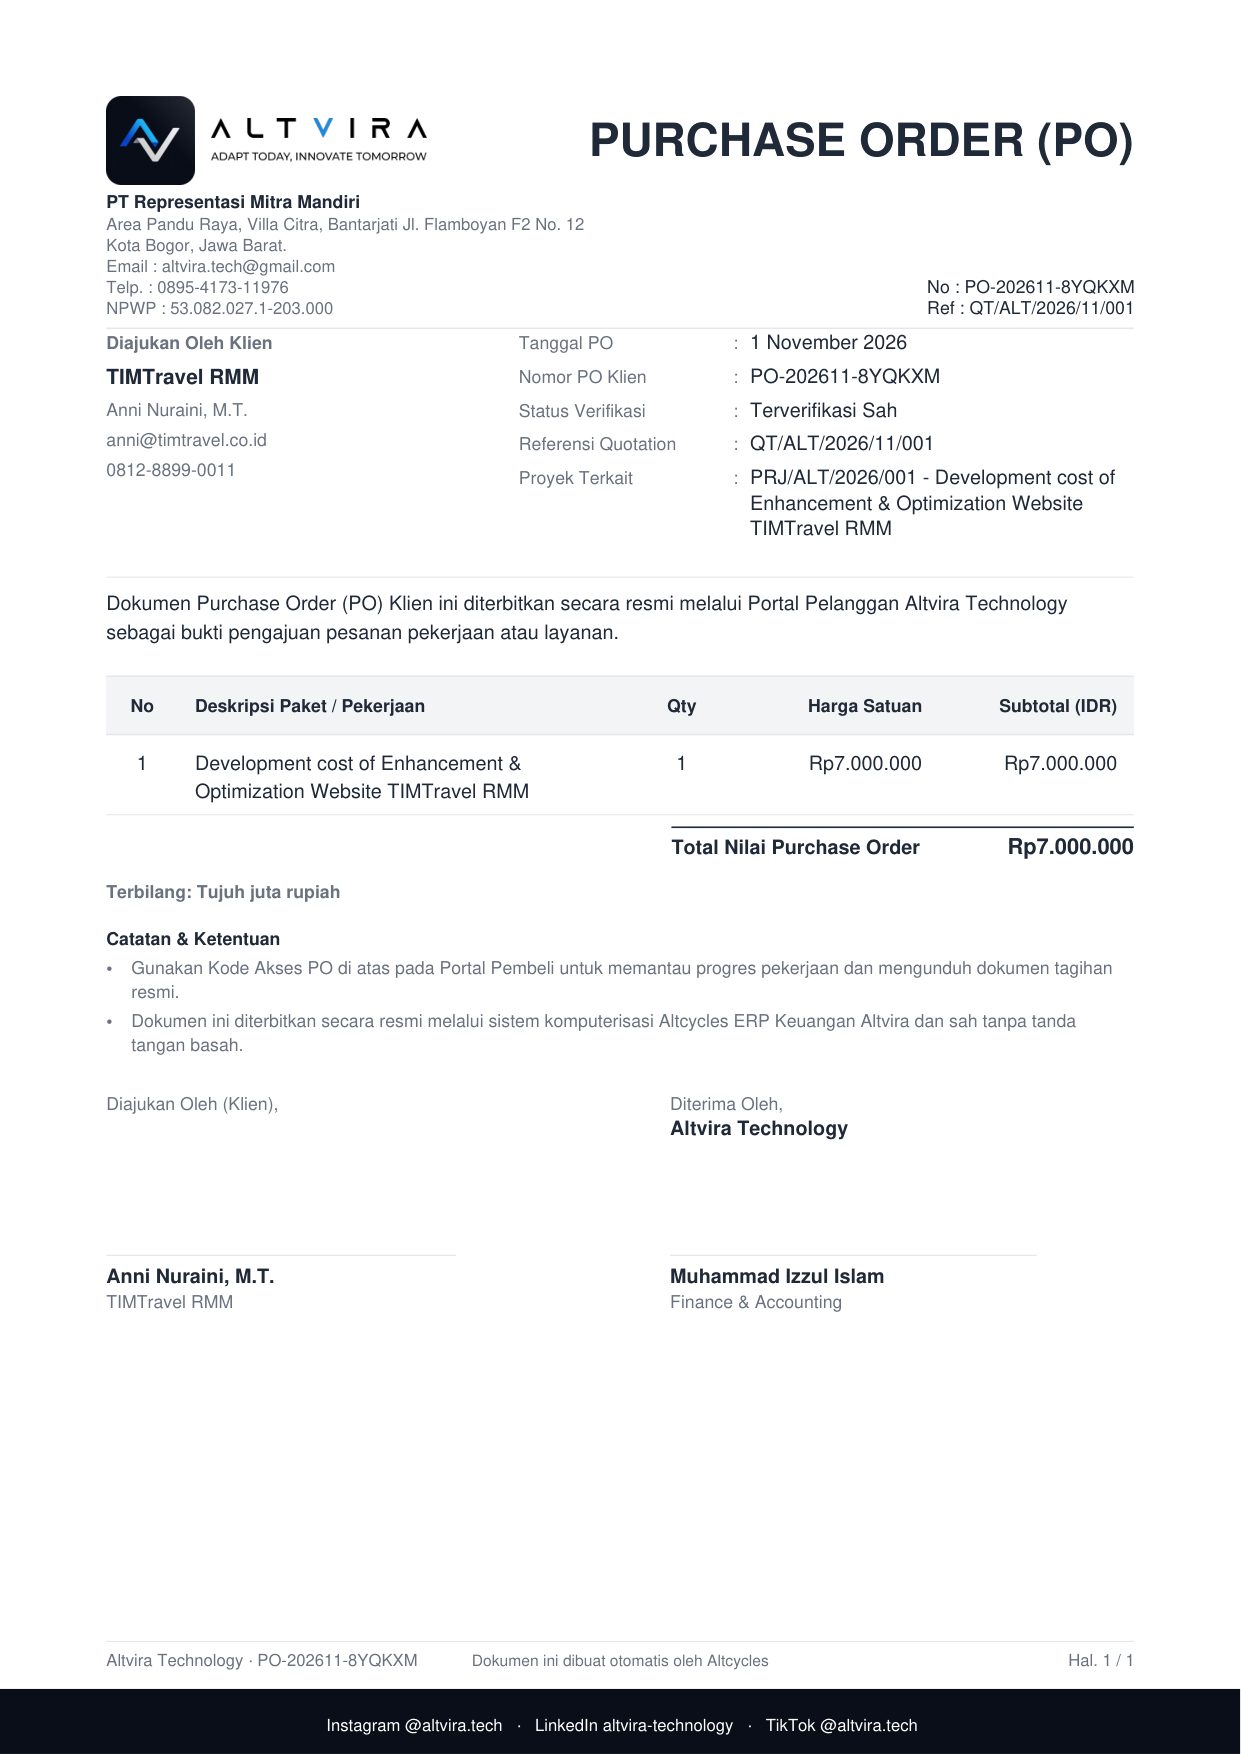 ALTVIRA
ADAPT TODAY, INNOVATE TOMORROW
PURCHASE ORDER (PO)
PT Representasi Mitra Mandiri
Area Pandu Raya, Villa Citra, Bantarjati Jl. Flamboyan F2 No. 12
Kota Bogor, Jawa Barat.
Email : altvira.tech@gmail.com
Telp. : 0895-4173-11976
NPWP : 53.082.027.1-203.000
No : PO-202611-8YQKXM
Ref : QT/ALT/2026/11/001
Diajukan Oleh Klien
TIMTravel RMM
Anni Nuraini, M.T.
anni@timtravel.co.id
0812-8899-0011
Tanggal PO : 1 November 2026
Nomor PO Klien : PO-202611-8YQKXM
Status Verifikasi : Terverifikasi Sah
Referensi Quotation : QT/ALT/2026/11/001
Proyek Terkait : PRJ/ALT/2026/001 - Development cost of
Enhancement & Optimization Website
TIMTravel RMM
Dokumen Purchase Order (PO) Klien ini diterbitkan secara resmi melalui Portal Pelanggan Altvira Technology
sebagai bukti pengajuan pesanan pekerjaan atau layanan.
No Deskripsi Paket / Pekerjaan Qty Harga Satuan Subtotal (IDR)
1 Development cost of Enhancement & 1 Rp7.000.000 Rp7.000.000
Optimization Website TIMTravel RMM
Total Nilai Purchase Order Rp7.000.000
Terbilang: Tujuh juta rupiah
Catatan & Ketentuan
• Gunakan Kode Akses PO di atas pada Portal Pembeli untuk memantau progres pekerjaan dan mengunduh dokumen tagihan
resmi.
• Dokumen ini diterbitkan secara resmi melalui sistem komputerisasi Altcycles ERP Keuangan Altvira dan sah tanpa tanda
tangan basah.
Diajukan Oleh (Klien),
Diterima Oleh,
Altvira Technology
Anni Nuraini, M.T.
TIMTravel RMM
Muhammad Izzul Islam
Finance & Accounting
Altvira Technology · PO-202611-8YQKXM Dokumen ini dibuat otomatis oleh Altcycles Hal. 1 / 1
Instagram @altvira.tech · LinkedIn altvira-technology · TikTok @altvira.tech